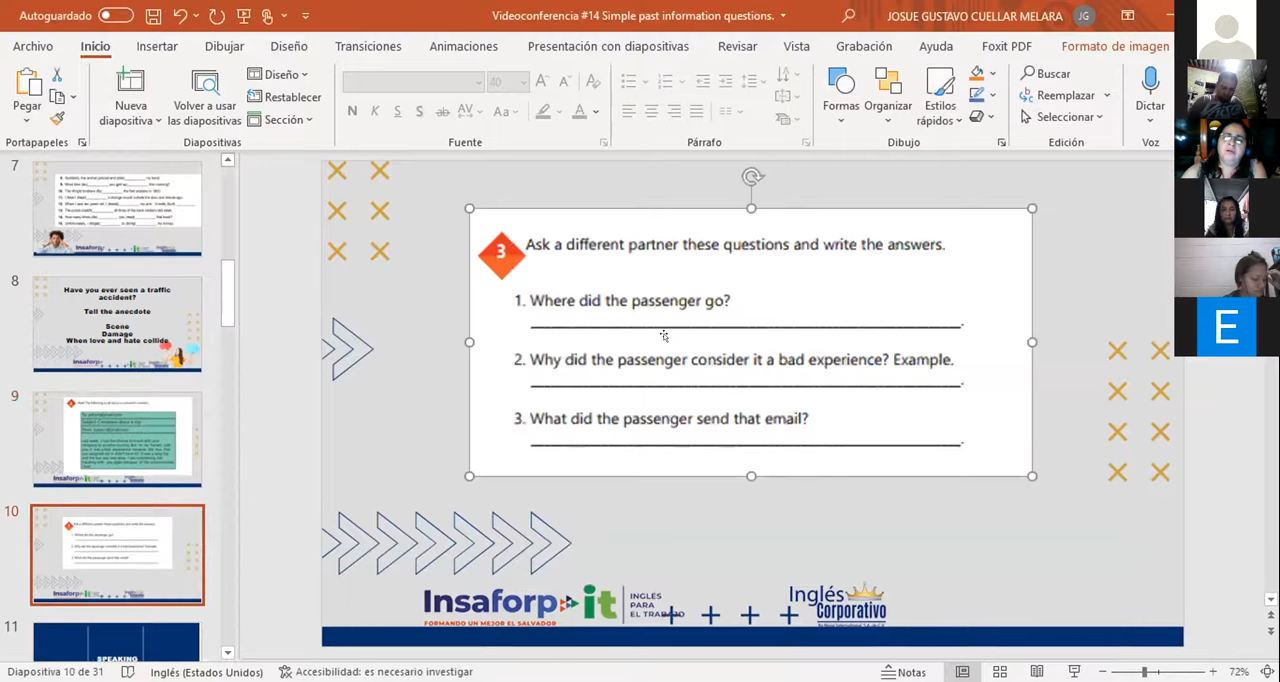 Autoguardado
Videoconferencia #14 Simple past information questions.
JOSUE GUSTAVO CUELLAR MELARA
JG
Archivo
Inicio
Insertar
Dibujar
Diseño
Transiciones
Animaciones
Presentación con diapositivas
Revisar
Vista
Grabación
Ayuda
Foxit PDF
Formato de imagen
Pegar
Nueva
diapositiva
Volver a usar
las diapositivas
Diseño
Restablecer
Sección
40
N K S S ab AV Aa A
Formas
Organizar
Estilos
rápidos
Buscar
Reemplazar
Seleccionar
Dictar
Portapapeles
Diapositivas
Fuente
Párrafo
Dibujo
Edición
Voz
7
8
Have you ever seen a traffic
accident?
Tell the anecdote
Scene
Damage
When love and hate collide
9
10
11
SPEAKING
3
Ask a different partner these questions and write the answers.
1. Where did the passenger go?
2. Why did the passenger consider it a bad experience? Example.
3. What did the passenger send that email?
Insaforp it
INGLÉS
PARA
EL TRABAJO
FORMANDO UN MEJOR EL SALVADOR
Inglés
Corporativo
E
Diapositiva 10 de 31
Inglés (Estados Unidos)
Accesibilidad: es necesario investigar
Notas
72%